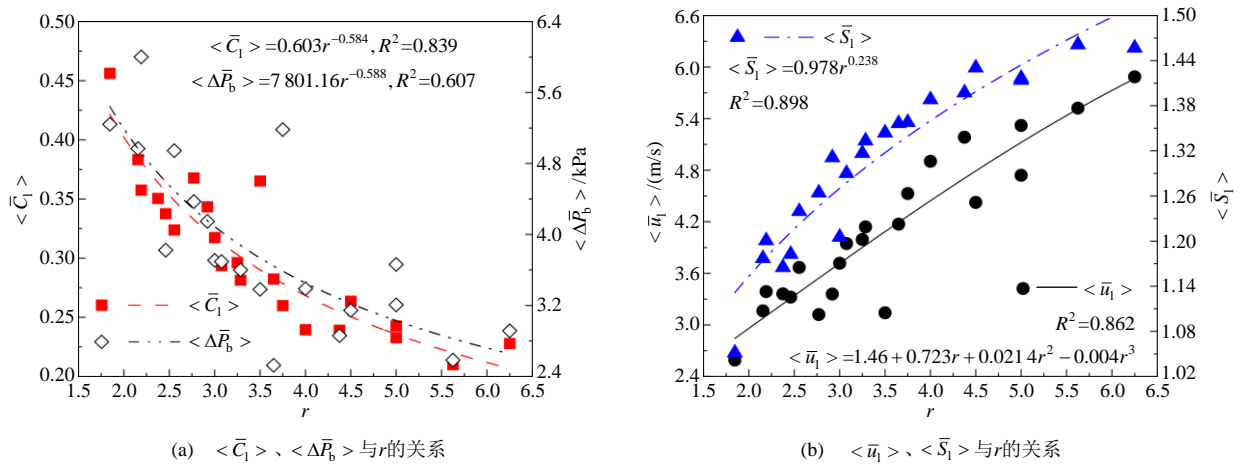 <C̄₁>=0.603r^-0.584, R²=0.839
<ΔP̄_b>=7 801.16r^-0.588, R²=0.607
0.50
0.45
0.40
0.35
0.30
0.25
0.20
<C̄₁>
<C̄₁>
<ΔP̄_b>
6.4
5.6
4.8
4.0
3.2
2.4
<ΔP̄_b>/kPa
1.5 2.0 2.5 3.0 3.5 4.0 4.5 5.0 5.5 6.0 6.5
r
(a) <C̄₁>、<ΔP̄_b>与r的关系
6.6
6.0
5.4
4.8
4.2
3.6
3.0
2.4
<ū₁>/(m/s)
<S̄₁>
<S̄₁>=0.978r^0.238
R²=0.898
<ū₁>
R²=0.862
<ū₁>=1.46+0.723r+0.021 4r²−0.004r³
1.50
1.44
1.38
1.32
1.26
1.20
1.14
1.08
1.02
<S̄₁>
1.5 2.0 2.5 3.0 3.5 4.0 4.5 5.0 5.5 6.0 6.5
r
(b) <ū₁>、<S̄₁>与r的关系